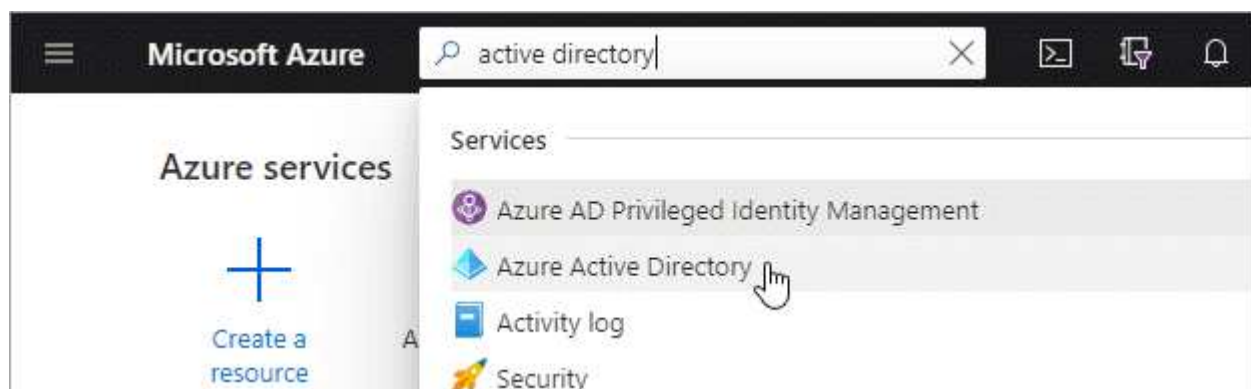 Microsoft Azure
active directory
Azure services
Services
Azure AD Privileged Identity Management
Azure Active Directory
Activity log
Security
Create a
resource
A